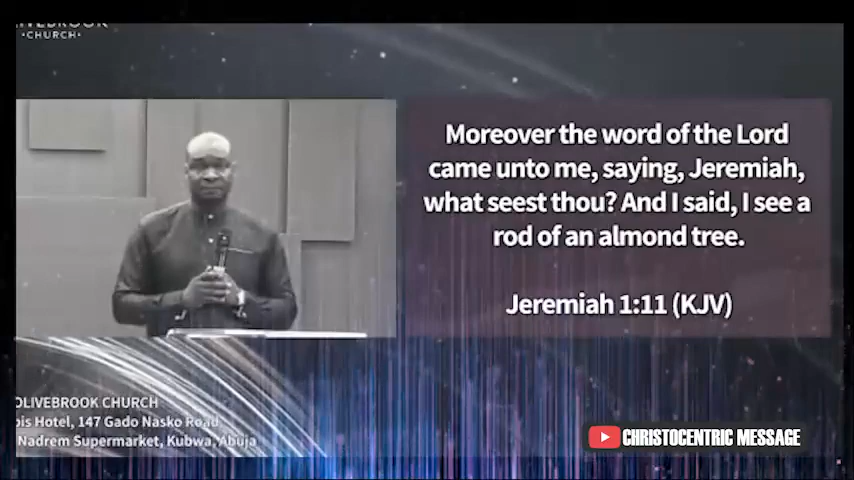 ·CHURCH·
Moreover the word of the Lord
came unto me, saying, Jeremiah,
what seest thou? And I said, I see a
rod of an almond tree.
Jeremiah 1:11 (KJV)
OLIVEBROOK CHURCH
Hotel, 147 Gado Nasko Road
Nadrem Supermarket, Kubwa, Abuja
CHRISTOCENTRIC MESSAGE